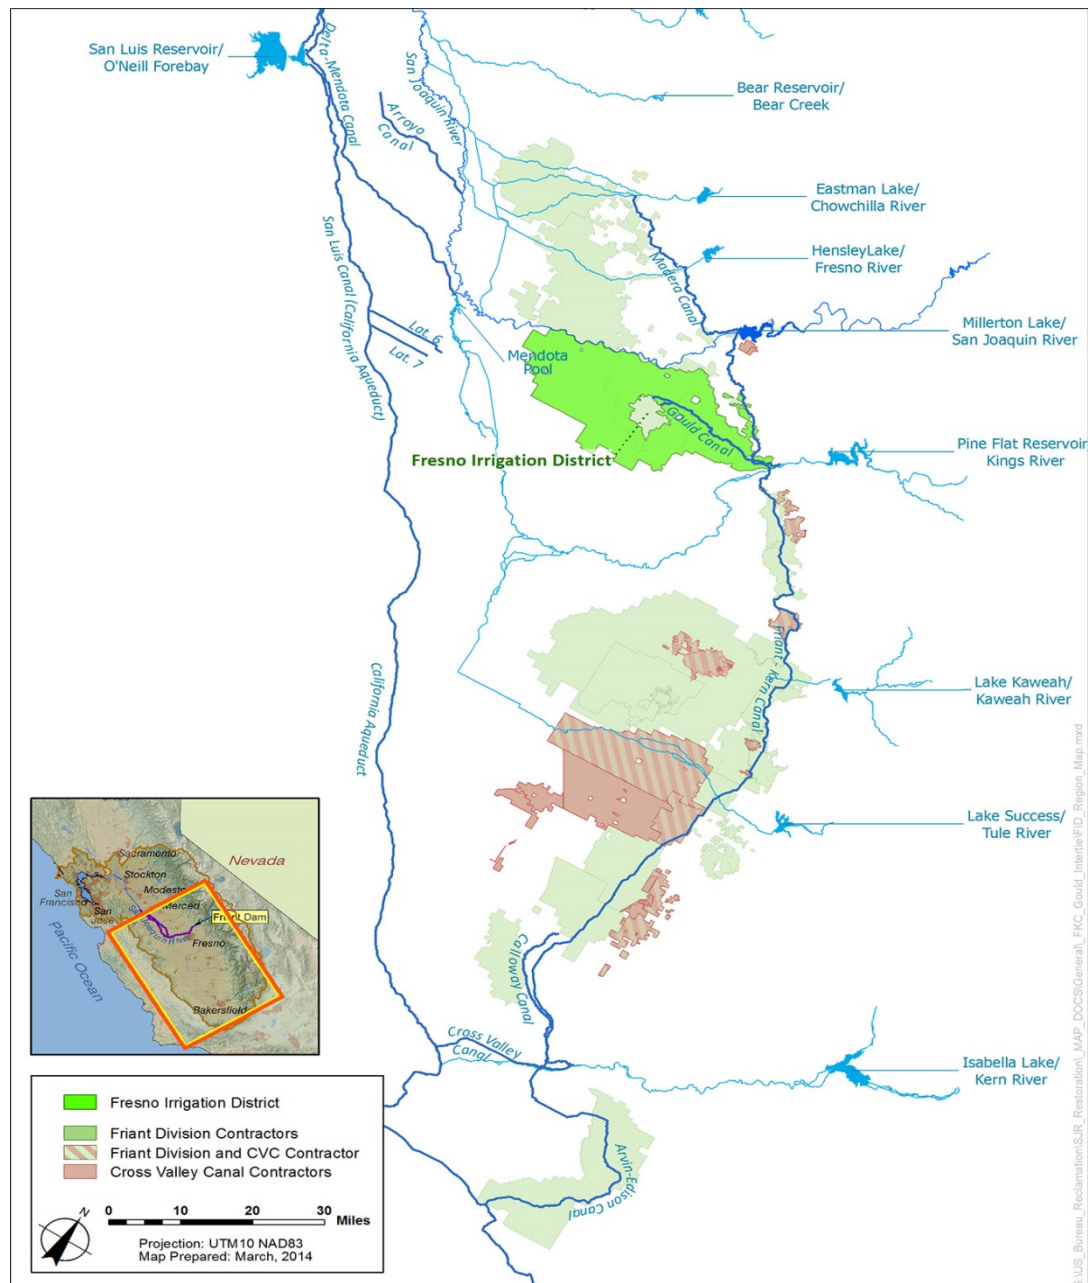 San Luis Reservoir/
O'Neill Forebay
Delta-Mendota Canal
San Joaquin River
Arroyo
Canal
Bear Reservoir/
Bear Creek
Eastman Lake/
Chowchilla River
HensleyLake/
Fresno River
Madera Canal
San Luis Canal (California Aqueduct)
Millerton Lake/
San Joaquin River
Lat. 6
Lat. 7
Mendota
Pool
Gould Canal
Fresno Irrigation District
Pine Flat Reservoir
Kings River
Friant - Kern Canal
California Aqueduct
Lake Kaweah/
Kaweah River
Lake Success/
Tule River
Calloway Canal
Cross Valley
Canal
Isabella Lake/
Kern River
Arvin-Edison Canal
Nevada
Sacramento
Stockton
Modesto
San
Francisco
San
Jose
Merced
Friant Dam
San Joaquin River
Fresno
Pacific Ocean
Bakersfield
Fresno Irrigation District
Friant Division Contractors
Friant Division and CVC Contractor
Cross Valley Canal Contractors
N
0 10 20 30 Miles
Projection: UTM10 NAD83
Map Prepared: March, 2014